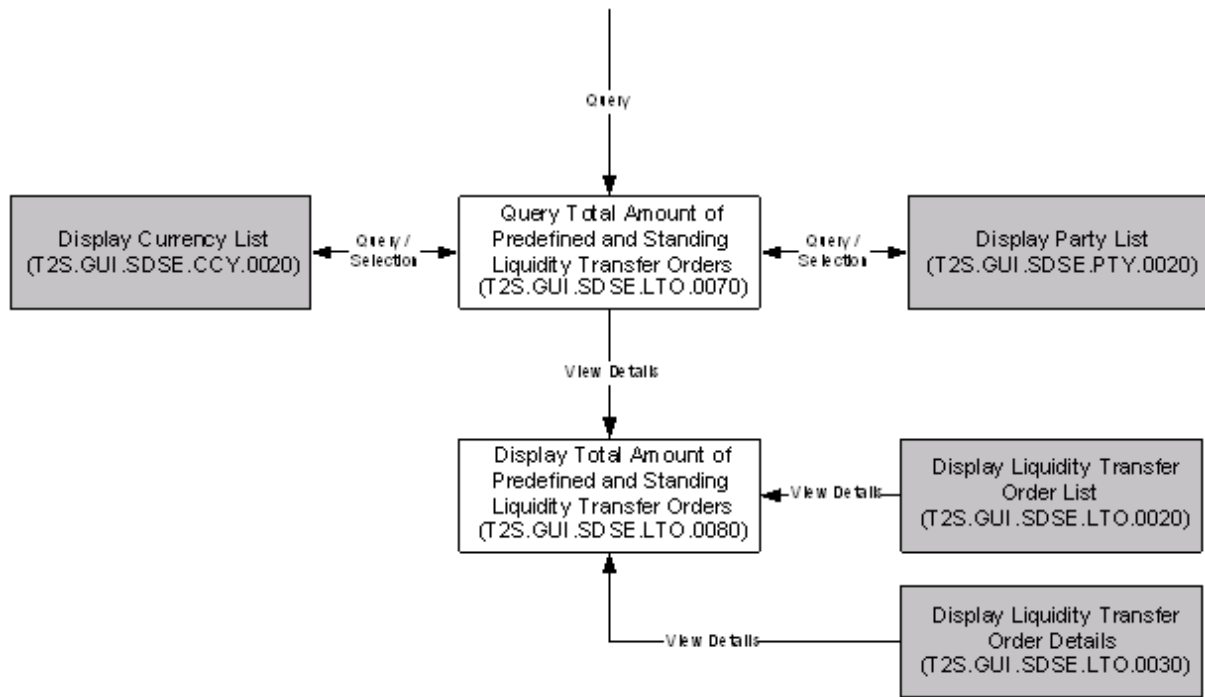 Query
Query Total Amount of
Predefined and Standing
Liquidity Transfer Orders
(T2S.GUI.SDSE.LTO.0070)
Display Currency List
(T2S.GUI.SDSE.CCY.0020)
Query /
Selection
Query /
Selection
Display Party List
(T2S.GUI.SDSE.PTY.0020)
View Details
Display Total Amount of
Predefined and Standing
Liquidity Transfer Orders
(T2S.GUI.SDSE.LTO.0080)
View Details
Display Liquidity Transfer
Order List
(T2S.GUI.SDSE.LTO.0020)
View Details
Display Liquidity Transfer
Order Details
(T2S.GUI.SDSE.LTO.0030)